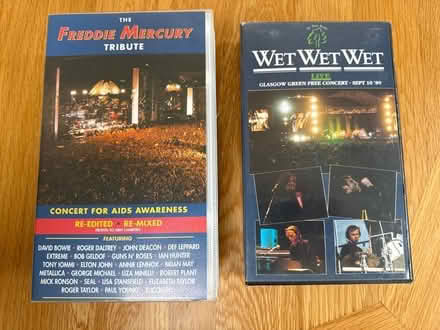 THE
FREDDIE MERCURY
TRIBUTE
CONCERT FOR AIDS AWARENESS
RE-EDITED RE-MIXED
FEATURING
DAVID BOWIE · ROGER DALTREY · JOHN DEACON · DEF LEPPARD
EXTREME · BOB GELDOF · GUNS N' ROSES · IAN HUNTER
TONY IOMMI · ELTON JOHN · ANNIE LENNOX · BRIAN MAY
METALLICA · GEORGE MICHAEL · LIZA MINELLI · ROBERT PLANT
MICK RONSON · SEAL · LISA STANSFIELD · ELIZABETH TAYLOR
ROGER TAYLOR · PAUL YOUNG · ZUCCHERO
WET WET WET
LIVE
GLASGOW GREEN FREE CONCERT · SEPT 10 '89